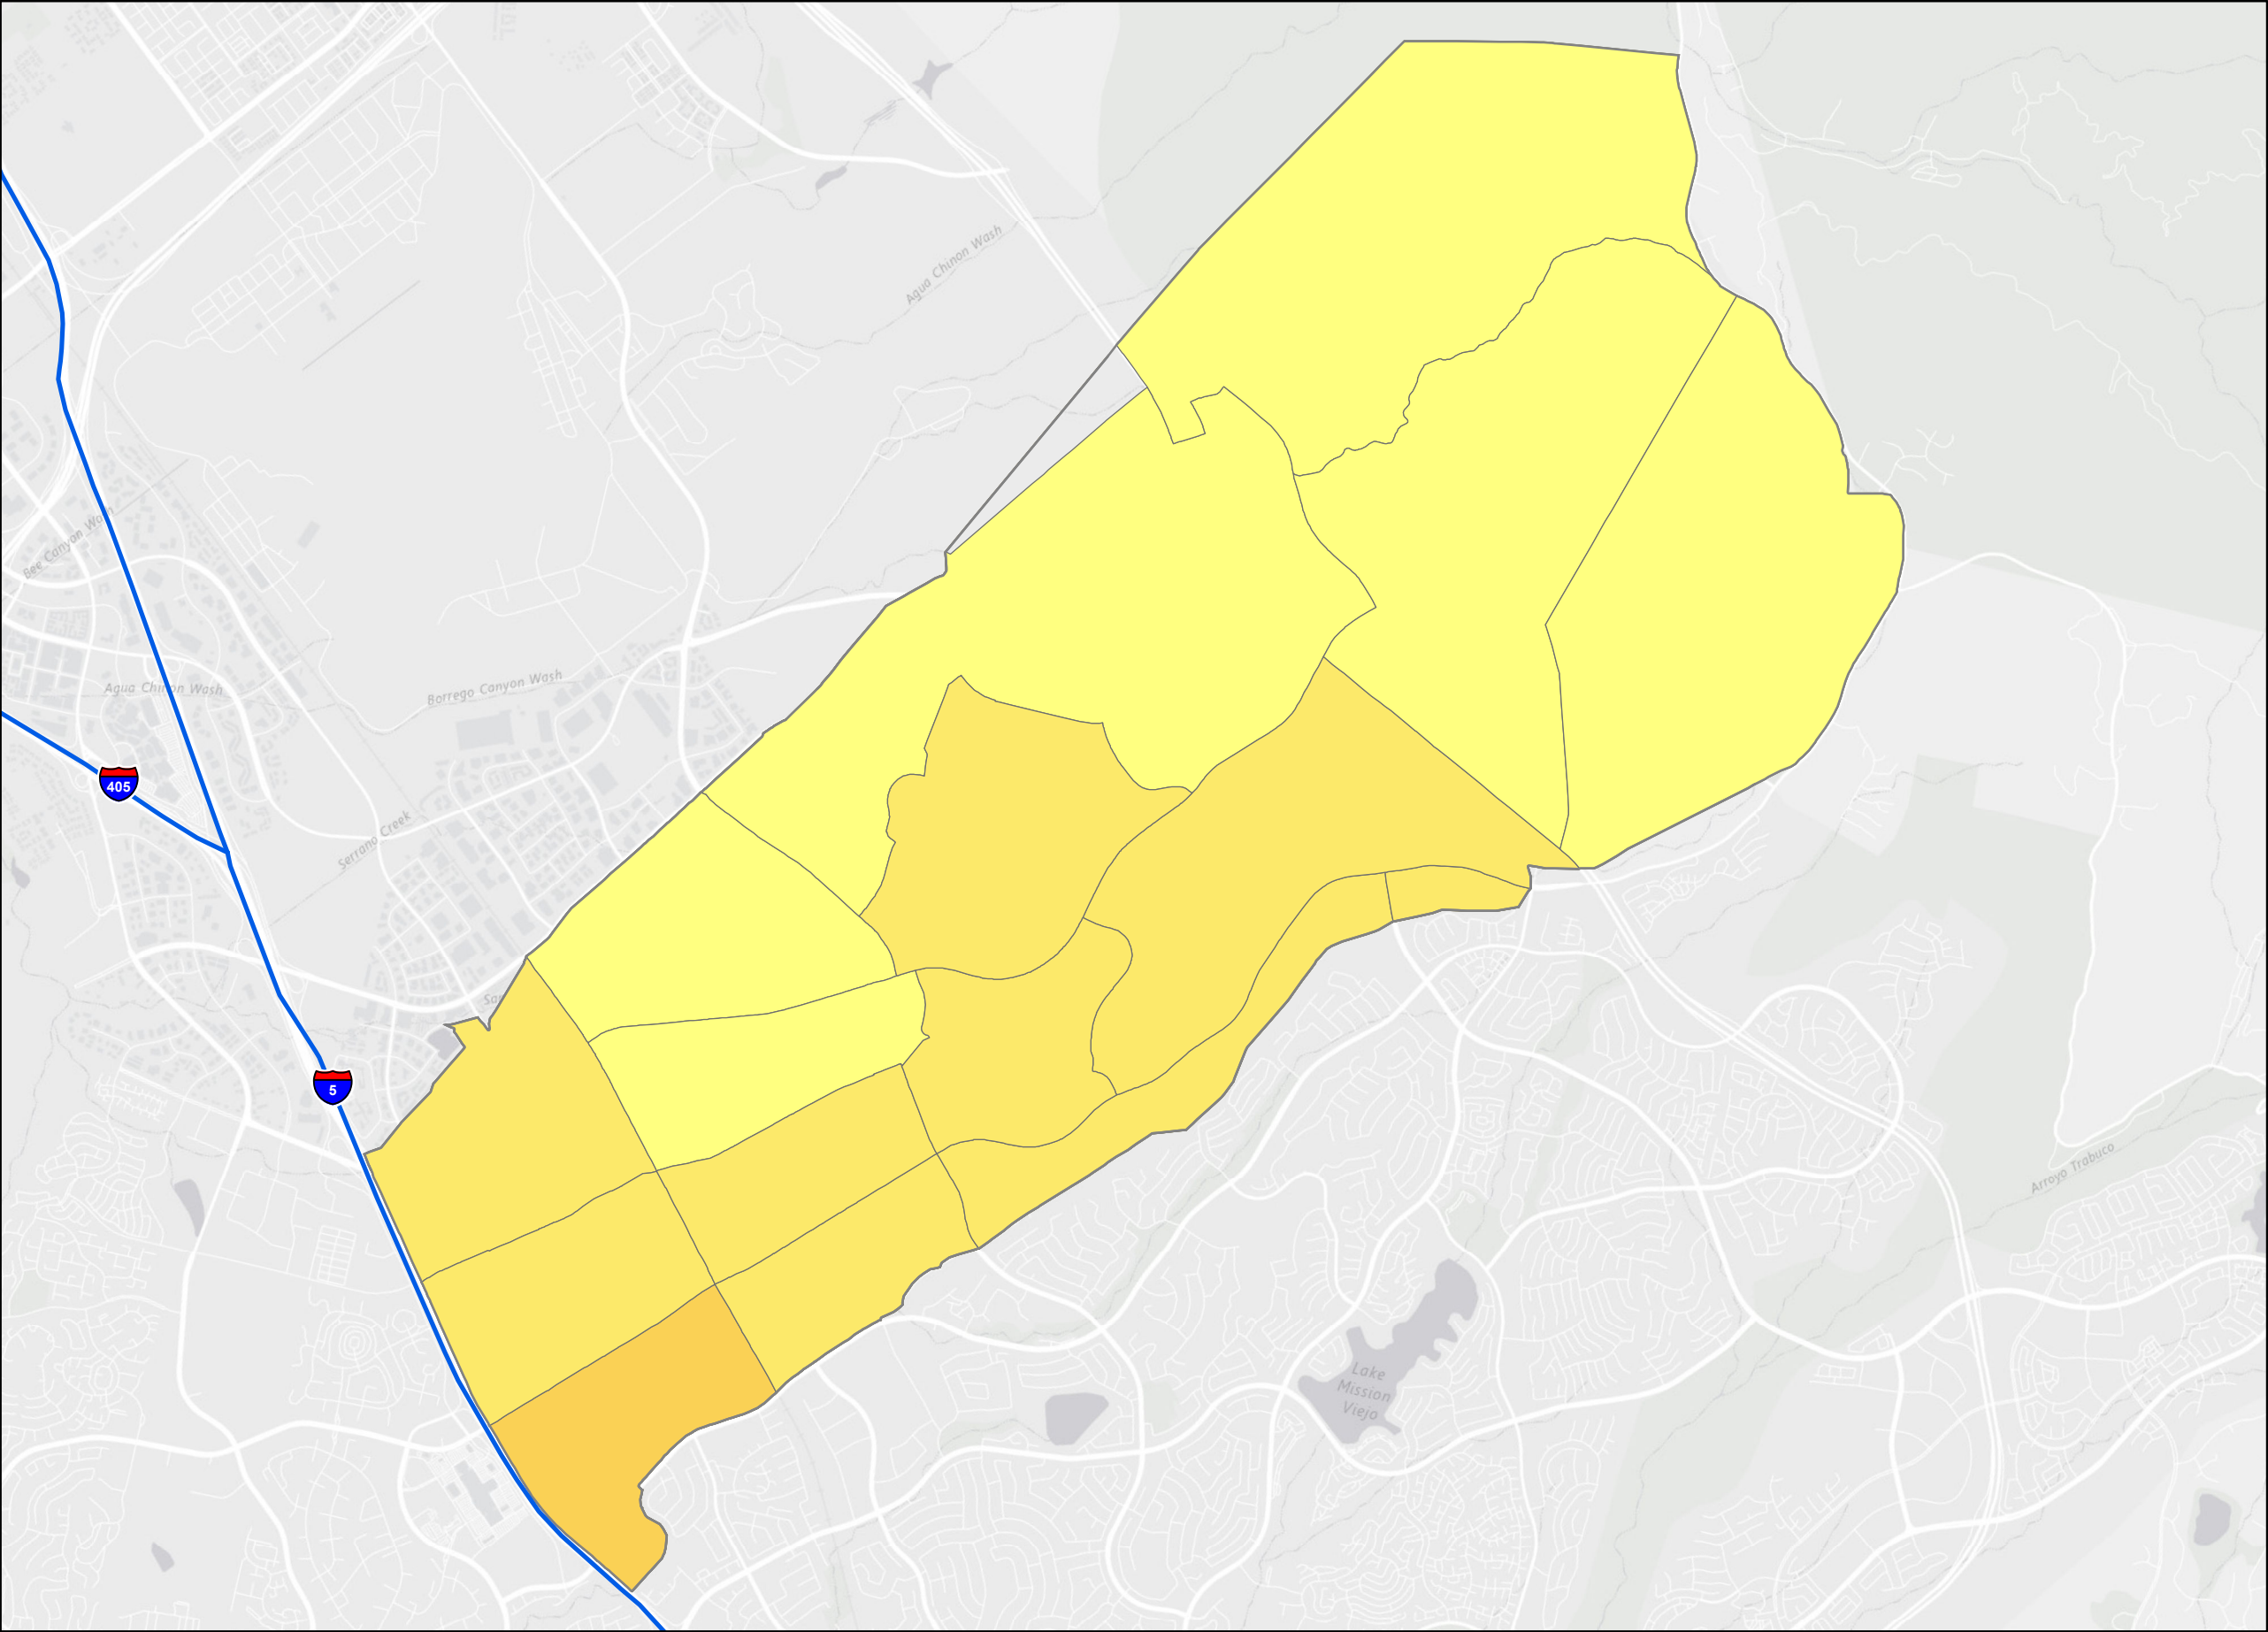 Agua Chinon Wash
Bee Canyon Wash
Agua Chinon Wash
Borrego Canyon Wash
405
Serrano Creek
San
5
Arroyo Trabuco
Lake
Mission
Viejo